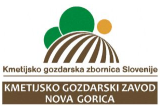 Kmetijsko gozdarska zbornica Slovenije
KMETIJSKO GOZDARSKI ZAVOD
NOVA GORICA